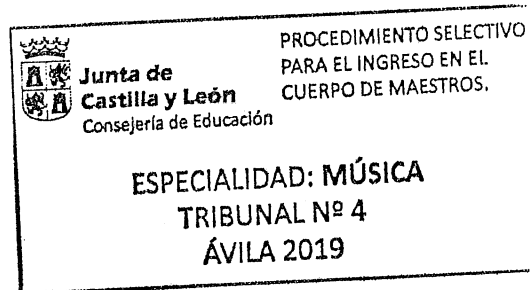 Junta de
Castilla y León
Consejería de Educación
PROCEDIMIENTO SELECTIVO
PARA EL INGRESO EN EL
CUERPO DE MAESTROS.
ESPECIALIDAD: MÚSICA
TRIBUNAL Nº 4
ÁVILA 2019